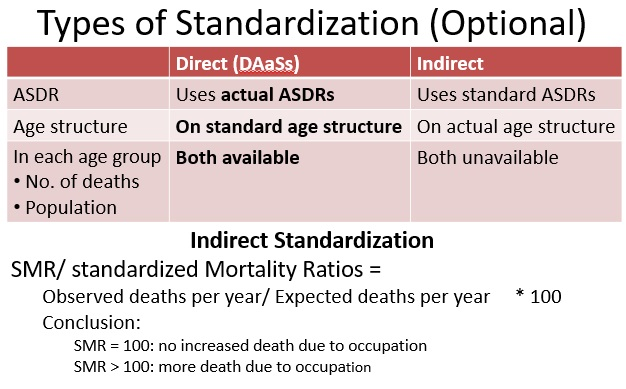 Types of Standardization (Optional)
Direct (DAaSs) Indirect
ASDR Uses actual ASDRs Uses standard ASDRs
Age structure On standard age structure On actual age structure
In each age group Both available Both unavailable
• No. of deaths
• Population
Indirect Standardization
SMR/ standardized Mortality Ratios =
Observed deaths per year/ Expected deaths per year * 100
Conclusion:
SMR = 100: no increased death due to occupation
SMR > 100: more death due to occupation